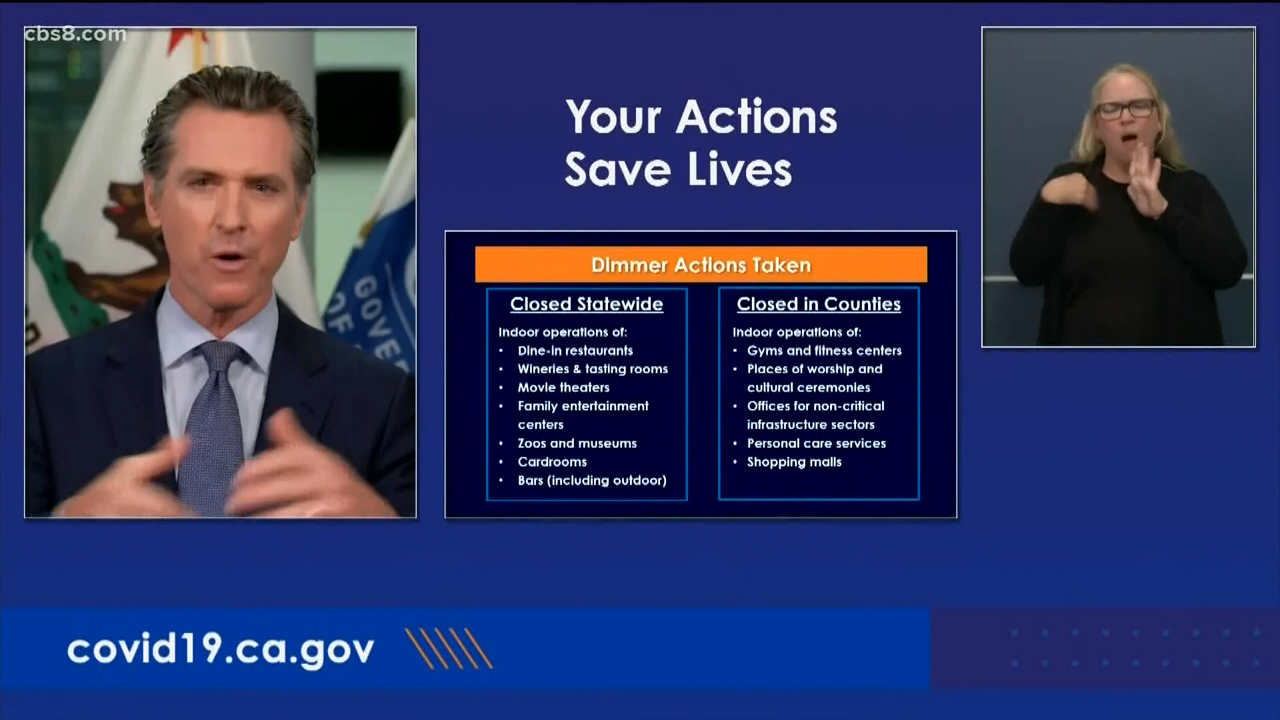 cbs8.com
Your Actions
Save Lives
Dimmer Actions Taken
Closed Statewide
Indoor operations of:
• Dine-in restaurants
• Wineries & tasting rooms
• Movie theaters
• Family entertainment
centers
• Zoos and museums
• Cardrooms
• Bars (including outdoor)
Closed in Counties
Indoor operations of:
• Gyms and fitness centers
• Places of worship and
cultural ceremonies
• Offices for non-critical
infrastructure sectors
• Personal care services
• Shopping malls
OF
covid19.ca.gov